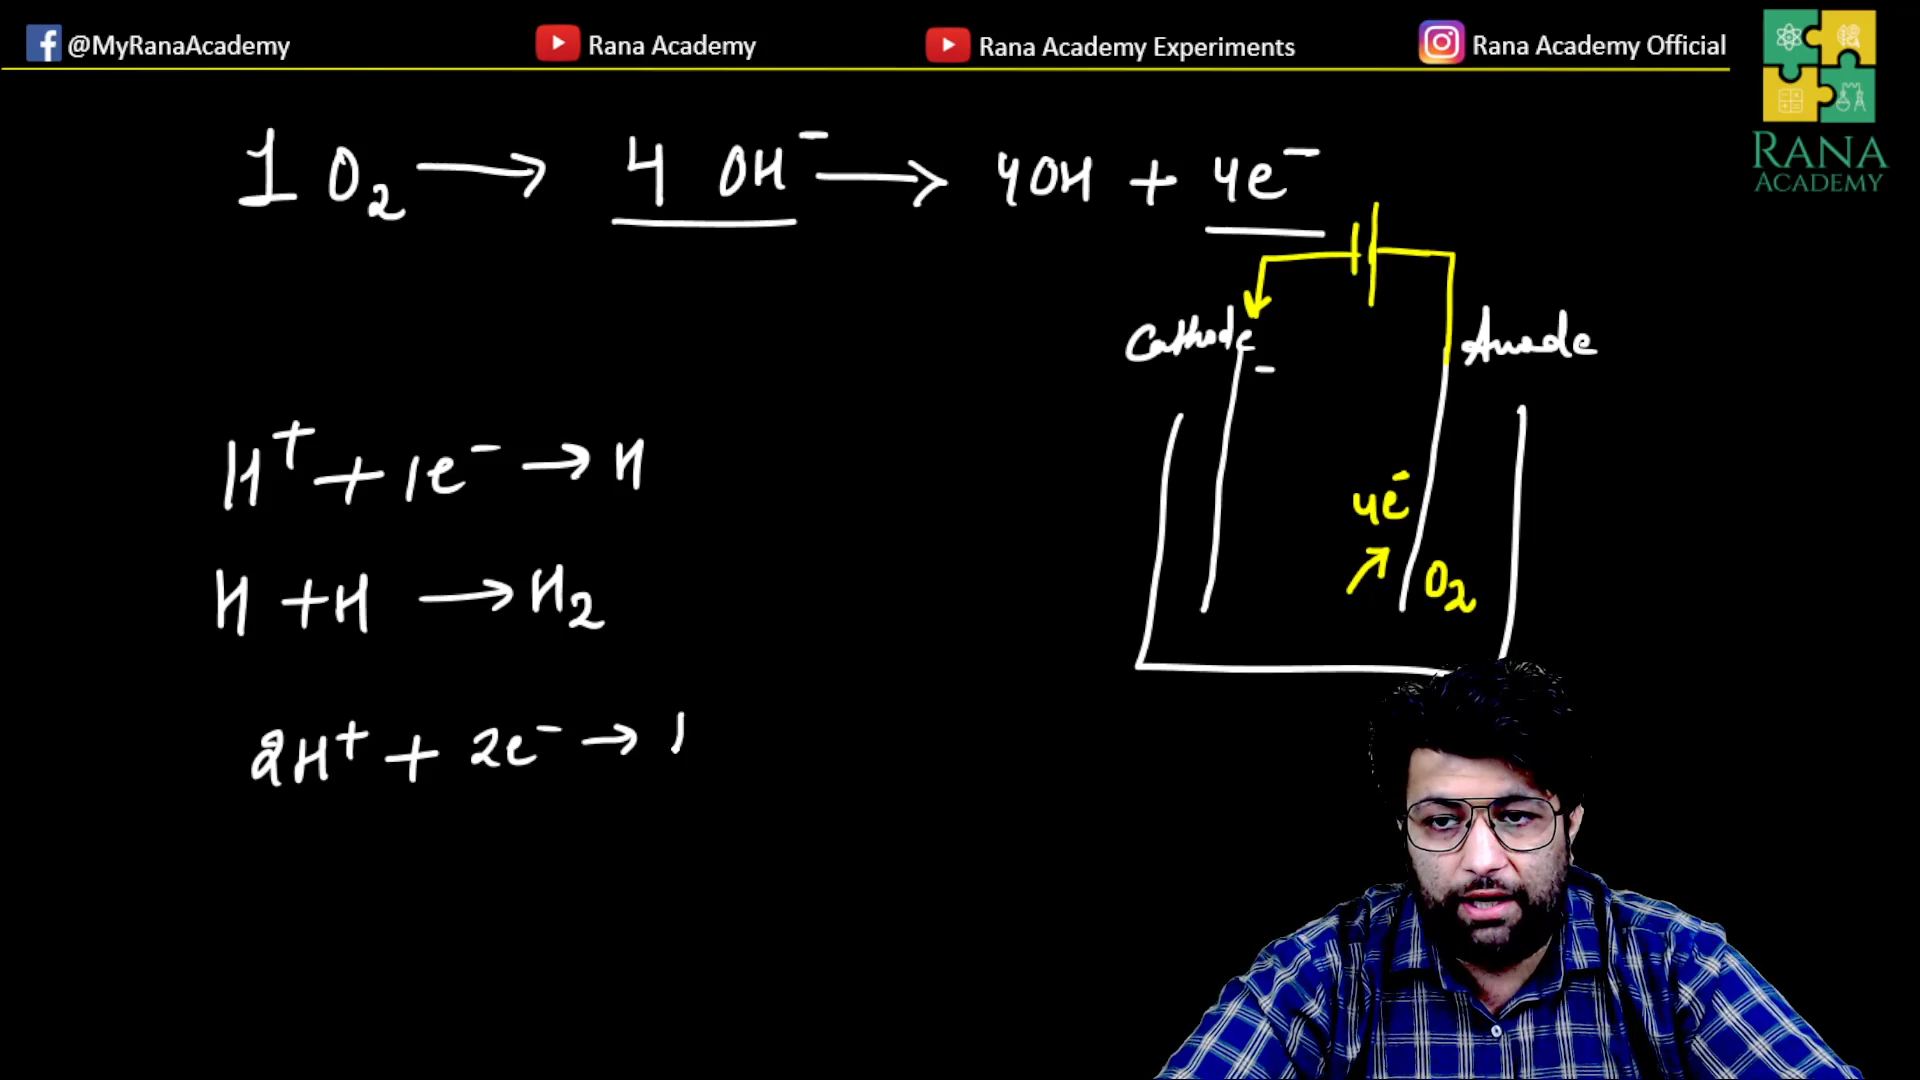 @MyRanaAcademy
Rana Academy
Rana Academy Experiments
Rana Academy Official
RANA
ACADEMY
1 O₂ → 4 OH⁻ → 4OH + 4e⁻
Cathode
Anode
-
H⁺ + 1e⁻ → H
4e⁻
H + H → H₂
O₂
2H⁺ + 2e⁻ →